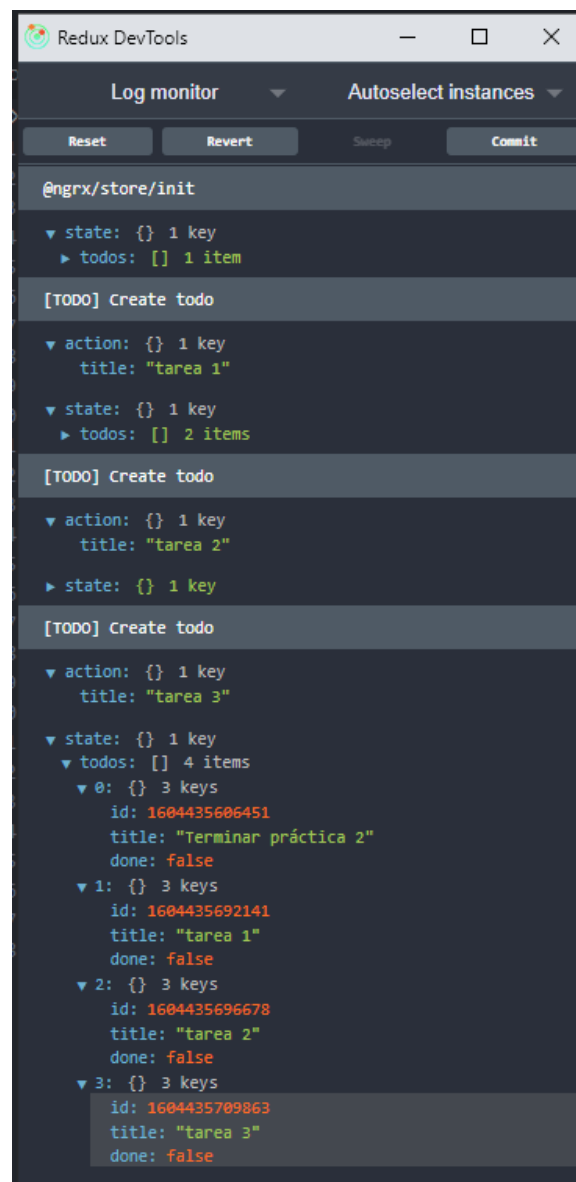 Redux DevTools
Log monitor Autoselect instances
Reset Revert Sweep Commit
@ngrx/store/init
state: {} 1 key
todos: [] 1 item
[TODO] Create todo
action: {} 1 key
title: "tarea 1"
state: {} 1 key
todos: [] 2 items
[TODO] Create todo
action: {} 1 key
title: "tarea 2"
state: {} 1 key
[TODO] Create todo
action: {} 1 key
title: "tarea 3"
state: {} 1 key
todos: [] 4 items
0: {} 3 keys
id: 1604435606451
title: "Terminar práctica 2"
done: false
1: {} 3 keys
id: 1604435692141
title: "tarea 1"
done: false
2: {} 3 keys
id: 1604435696678
title: "tarea 2"
done: false
3: {} 3 keys
id: 1604435709863
title: "tarea 3"
done: false